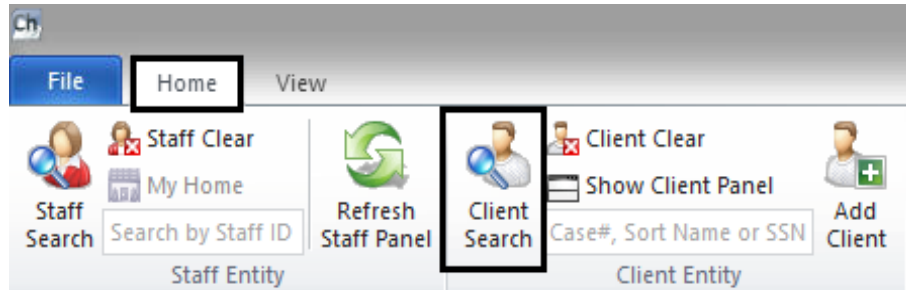 Ch
File Home View
Staff Search
Staff Clear
My Home
Search by Staff ID
Refresh Staff Panel
Staff Entity
Client Search
Client Clear
Show Client Panel
Case#, Sort Name or SSN
Add Client
Client Entity